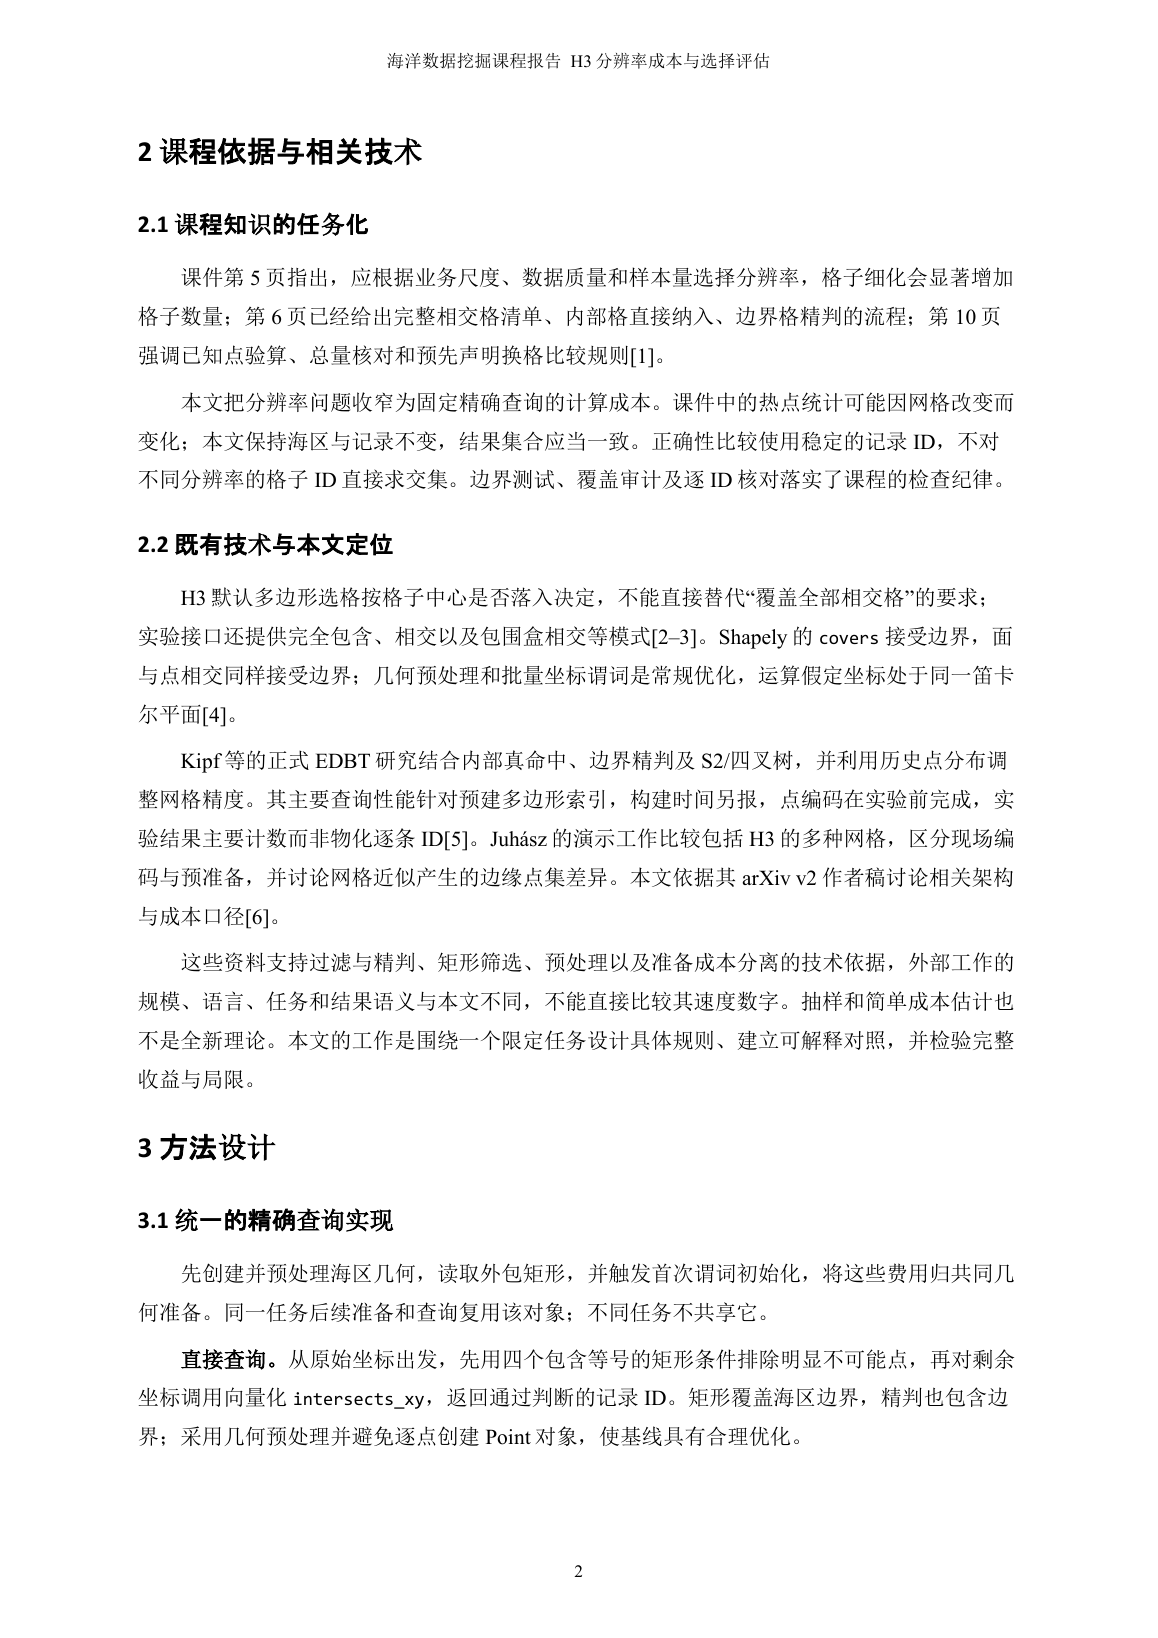 海洋数据挖掘课程报告 H3 分辨率成本与选择评估
2 课程依据与相关技术
2.1 课程知识的任务化
课件第 5 页指出，应根据业务尺度、数据质量和样本量选择分辨率，格子细化会显著增加
格子数量；第 6 页已经给出完整相交格清单、内部格直接纳入、边界格精判的流程；第 10 页
强调已知点验算、总量核对和预先声明换格比较规则[1]。
本文把分辨率问题收窄为固定精确查询的计算成本。课件中的热点统计可能因网格改变而
变化；本文保持海区与记录不变，结果集合应当一致。正确性比较使用稳定的记录 ID，不对
不同分辨率的格子 ID 直接求交集。边界测试、覆盖审计及逐 ID 核对落实了课程的检查纪律。
2.2 既有技术与本文定位
H3 默认多边形选格按格子中心是否落入决定，不能直接替代“覆盖全部相交格”的要求；
实验接口还提供完全包含、相交以及包围盒相交等模式[2–3]。Shapely 的 covers 接受边界，面
与点相交同样接受边界；几何预处理和批量坐标谓词是常规优化，运算假定坐标处于同一笛卡
尔平面[4]。
Kipf 等的正式 EDBT 研究结合内部真命中、边界精判及 S2/四叉树，并利用历史点分布调
整网格精度。其主要查询性能针对预建多边形索引，构建时间另报，点编码在实验前完成，实
验结果主要计数而非物化逐条 ID[5]。Juhász 的演示工作比较包括 H3 的多种网格，区分现场编
码与预准备，并讨论网格近似产生的边缘点集差异。本文依据其 arXiv v2 作者稿讨论相关架构
与成本口径[6]。
这些资料支持过滤与精判、矩形筛选、预处理以及准备成本分离的技术依据，外部工作的
规模、语言、任务和结果语义与本文不同，不能直接比较其速度数字。抽样和简单成本估计也
不是全新理论。本文的工作是围绕一个限定任务设计具体规则、建立可解释对照，并检验完整
收益与局限。
3 方法设计
3.1 统一的精确查询实现
先创建并预处理海区几何，读取外包矩形，并触发首次谓词初始化，将这些费用归共同几
何准备。同一任务后续准备和查询复用该对象；不同任务不共享它。
直接查询。从原始坐标出发，先用四个包含等号的矩形条件排除明显不可能点，再对剩余
坐标调用向量化 intersects_xy，返回通过判断的记录 ID。矩形覆盖海区边界，精判也包含边
界；采用几何预处理并避免逐点创建 Point 对象，使基线具有合理优化。
2